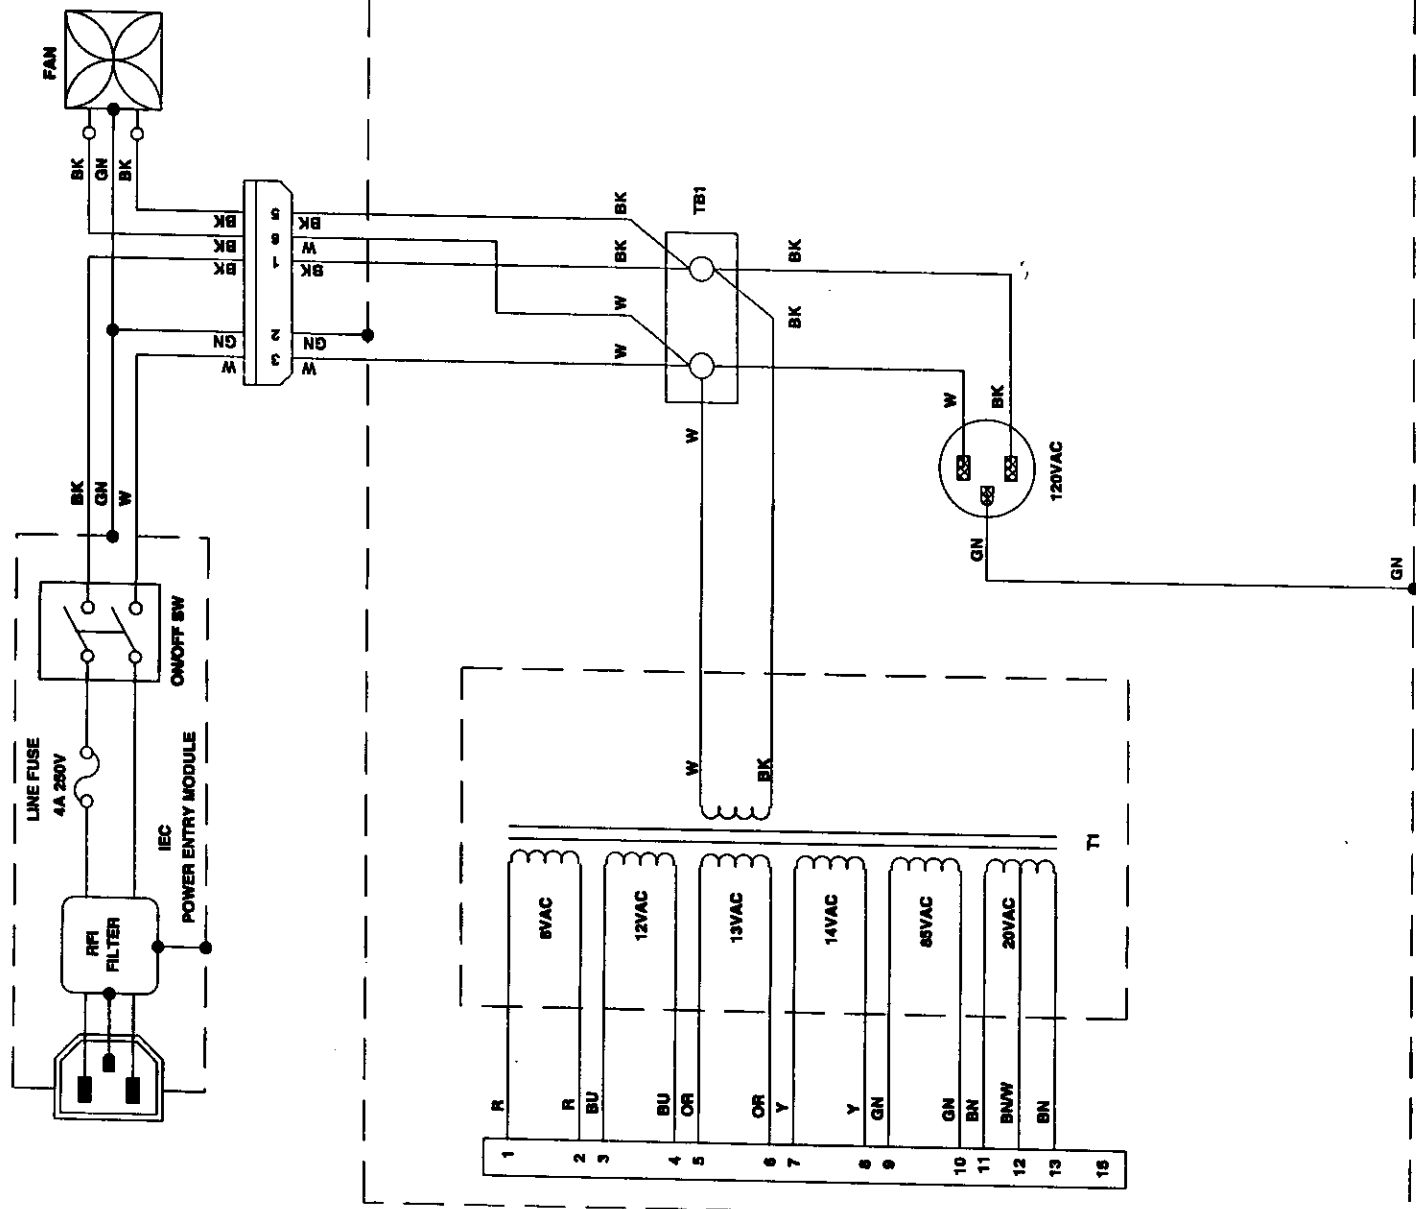 FAN
BK
GN
BK
BK
BK
BK
GN
W
5
6
1
2
3
BK
W
BK
GN
W
BK
BK
W
W
TB1
BK
BK
W
W
BK
120VAC
GN
GN
BK
GN
W
ON/OFF SW
LINE FUSE
4A 250V
IEC
POWER ENTRY MODULE
RFI
FILTER
W
BK
T1
12VAC
13VAC
14VAC
20VAC
R
R
BU
BU
OR
OR
Y
Y
GN
GN
BN
BN/W
BN
1
2
3
4
5
6
7
8
9
10
11
12
13
15